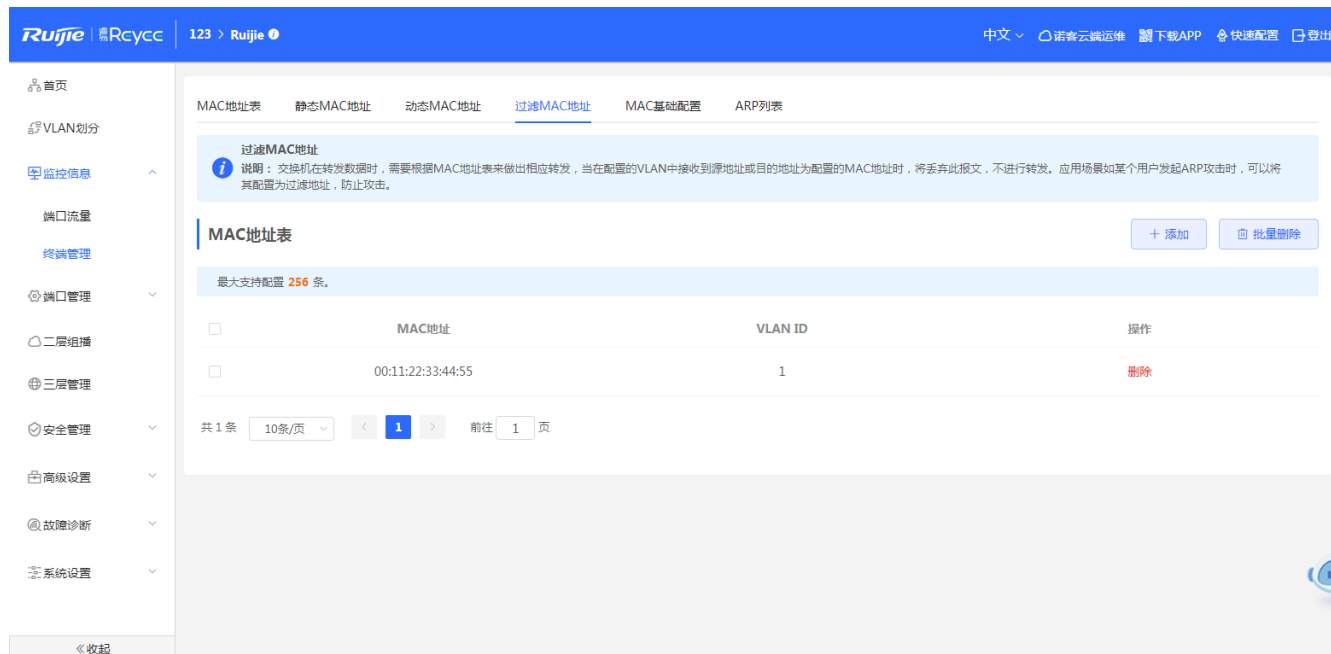 Ruijie 睿易Reyee 123 > Ruijie 中文 诺客云端运维 下载APP 快速配置 登出
首页
VLAN划分
监控信息
端口流量
终端管理
端口管理
二层组播
三层管理
安全管理
高级设置
故障诊断
系统设置
《收起
MAC地址表 静态MAC地址 动态MAC地址 过滤MAC地址 MAC基础配置 ARP列表
过滤MAC地址
说明： 交换机在转发数据时，需要根据MAC地址表来做出相应转发，当在配置的VLAN中接收到源地址或目的地址为配置的MAC地址时，将丢弃此报文，不进行转发。应用场景如某个用户发起ARP攻击时，可以将
其配置为过滤地址，防止攻击。
MAC地址表 + 添加 批量删除
最大支持配置 256 条。
MAC地址 VLAN ID 操作
00:11:22:33:44:55 1 删除
共 1 条 10条/页 < 1 > 前往 1 页